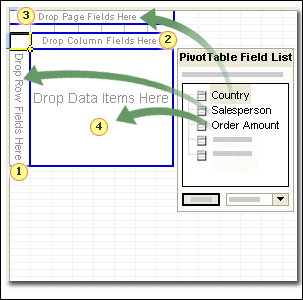 3 Drop Page Fields Here
Drop Column Fields Here 2
PivotTable Field List
Drop Row Fields Here
Drop Data Items Here
Country
Salesperson
Order Amount
4
1